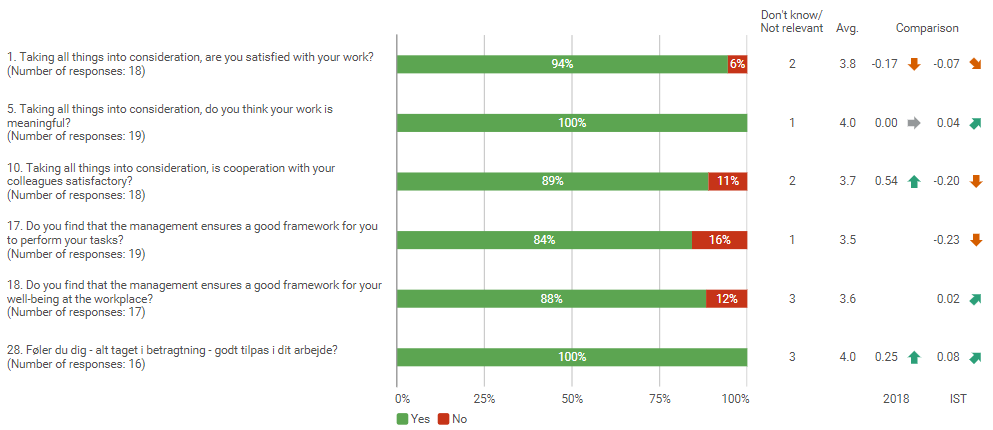 Don't know/
Not relevant Avg. Comparison
1. Taking all things into consideration, are you satisfied with your work?
(Number of responses: 18)
94% 6% 2 3.8 -0.17 -0.07
5. Taking all things into consideration, do you think your work is
meaningful?
(Number of responses: 19)
100% 1 4.0 0.00 0.04
10. Taking all things into consideration, is cooperation with your
colleagues satisfactory?
(Number of responses: 18)
89% 11% 2 3.7 0.54 -0.20
17. Do you find that the management ensures a good framework for you
to perform your tasks?
(Number of responses: 19)
84% 16% 1 3.5 -0.23
18. Do you find that the management ensures a good framework for your
well-being at the workplace?
(Number of responses: 17)
88% 12% 3 3.6 0.02
28. Føler du dig - alt taget i betragtning - godt tilpas i dit arbejde?
(Number of responses: 16)
100% 3 4.0 0.25 0.08
0% 25% 50% 75% 100% 2018 IST
Yes No